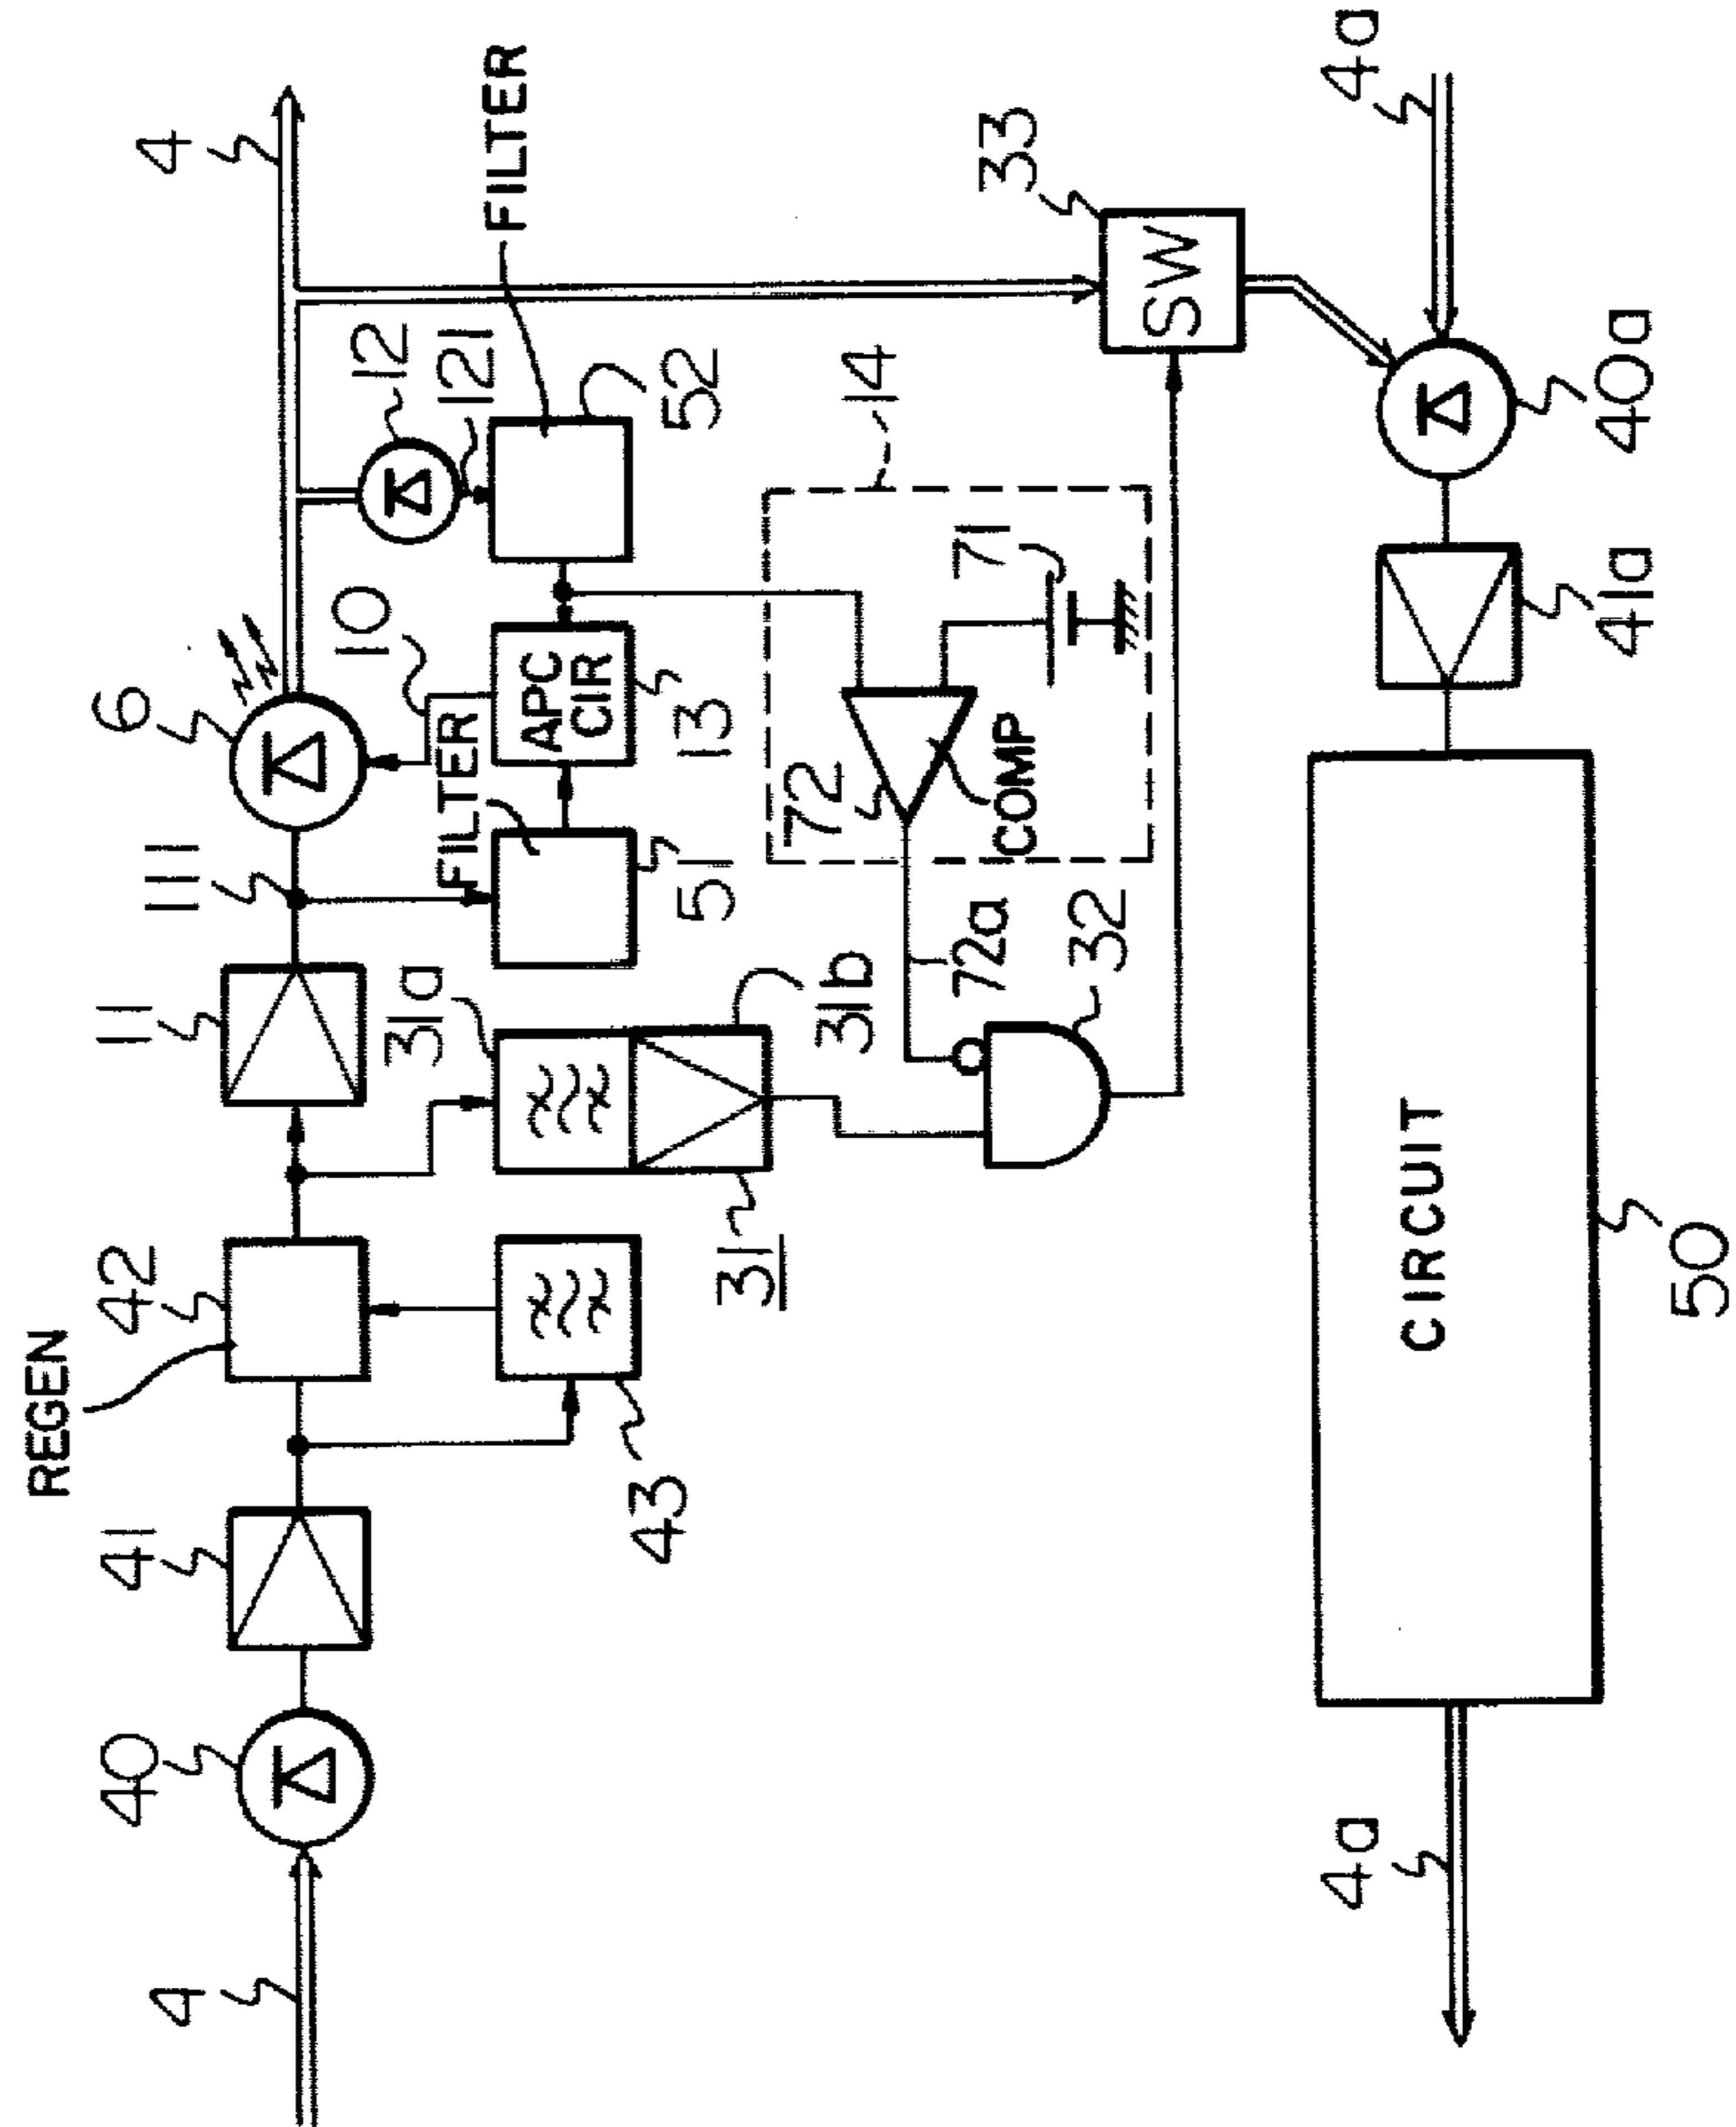 4
40
41
REGEN
42
43
11
111
6
4
31a
31b
31
FILTER
51
10
APC
CIR
13
12
121
FILTER
52
14
71
72
COMP
72a
32
33
SW
4a
40a
41a
CIRCUIT
50
4a